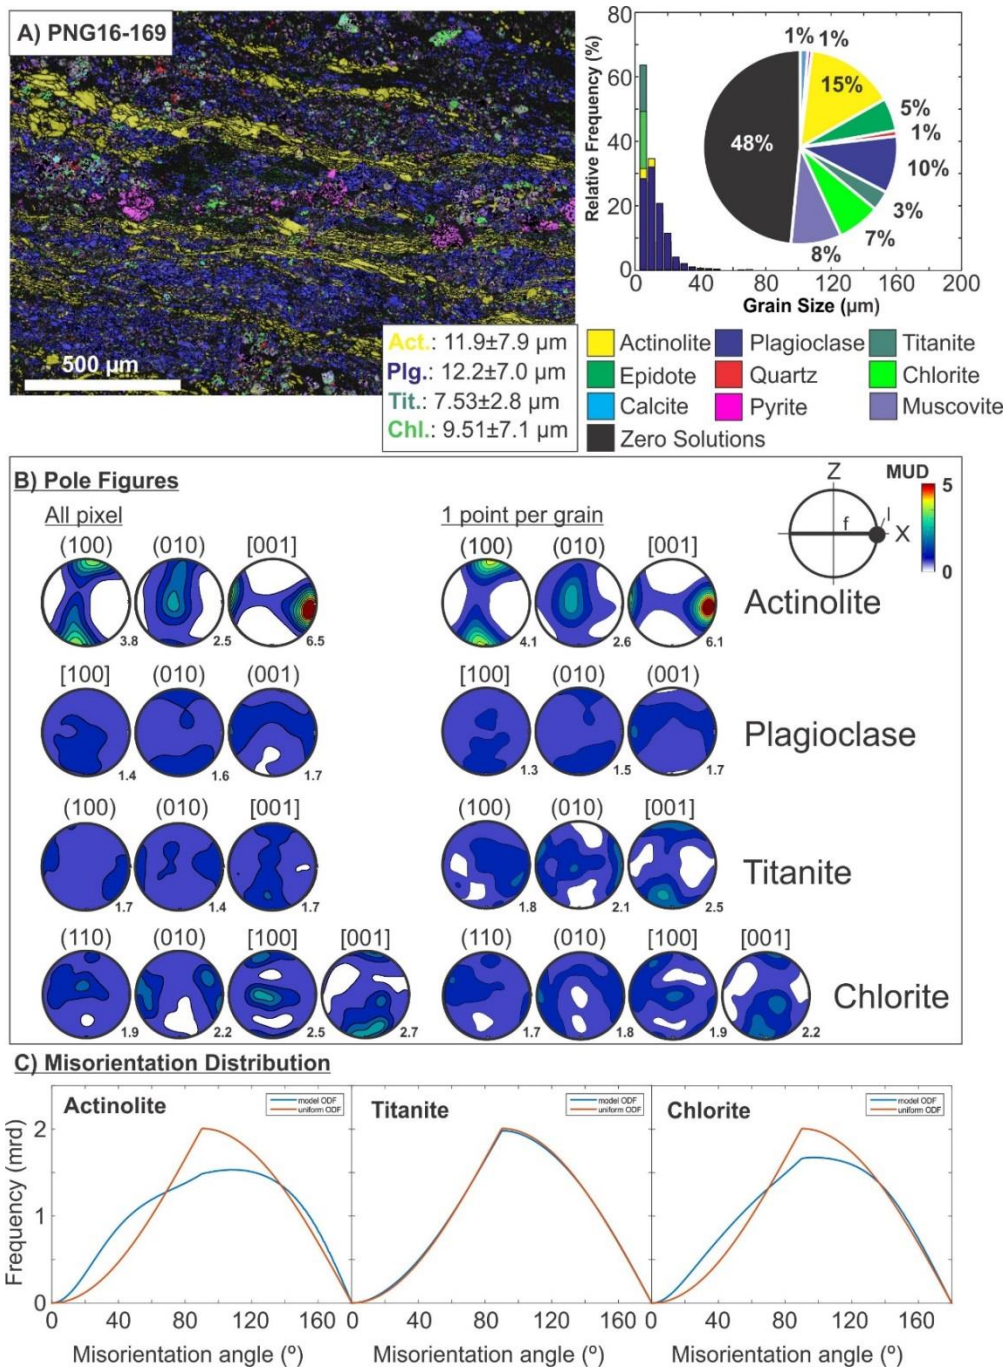 A) PNG16-169
500 µm
Act.: 11.9±7.9 µm
Plg.: 12.2±7.0 µm
Tit.: 7.53±2.8 µm
Chl.: 9.51±7.1 µm
Relative Frequency (%)
80
60
40
20
0
0 40 80 120 160 200
Grain Size (µm)
1% 1%
15%
5%
1%
10%
3%
7%
8%
48%
Actinolite Plagioclase Titanite
Epidote Quartz Chlorite
Calcite Pyrite Muscovite
Zero Solutions
B) Pole Figures
Z
X
f
l
MUD
5
0
All pixel 1 point per grain
(100) (010) [001] (100) (010) [001]
Actinolite
3.8 2.5 6.5 4.1 2.6 6.1
[100] (010) (001) [100] (010) (001)
Plagioclase
1.4 1.6 1.7 1.3 1.5 1.7
(100) (010) [001] (100) (010) [001]
Titanite
1.7 1.4 1.7 1.8 2.1 2.5
(110) (010) [100] [001] (110) (010) [100] [001]
Chlorite
1.9 2.2 2.5 2.7 1.7 1.8 1.9 2.2
C) Misorientation Distribution
Frequency (mrd)
2
1
0
Actinolite
model ODF
uniform ODF
Titanite
model ODF
uniform ODF
Chlorite
model ODF
uniform ODF
0 40 80 120 160 0 40 80 120 160 0 40 80 120 160
Misorientation angle (º) Misorientation angle (º) Misorientation angle (º)